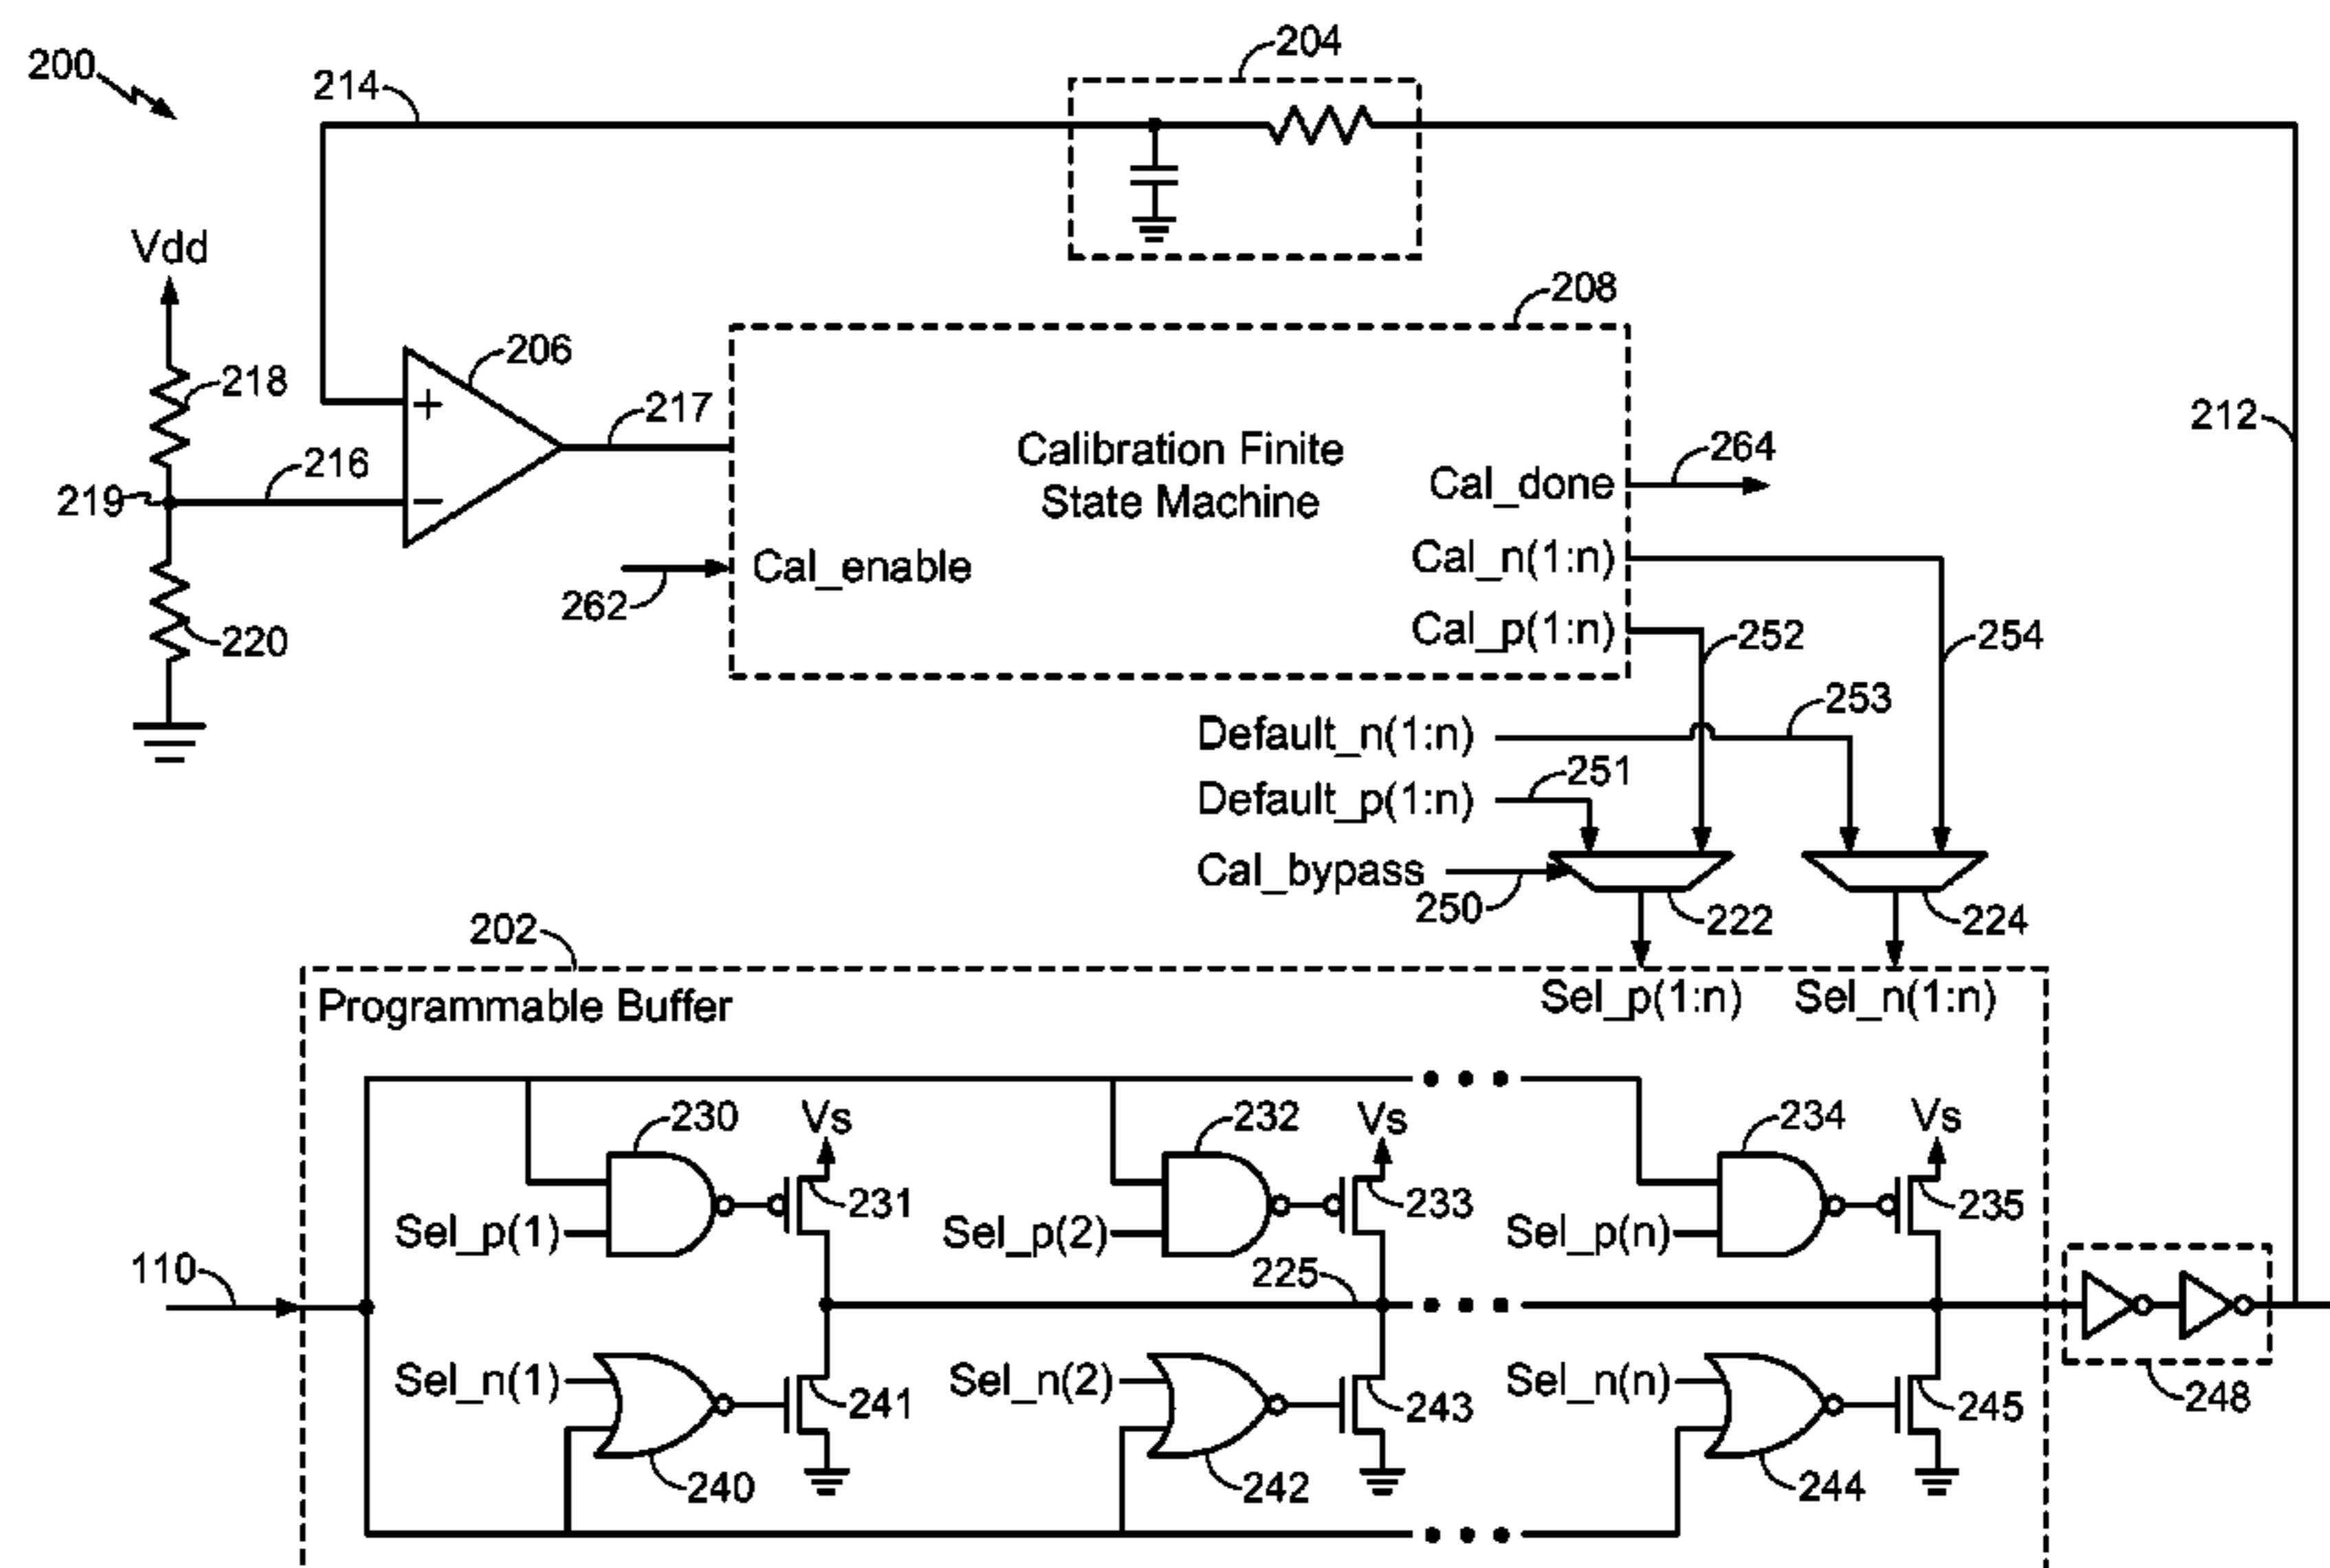 200
204
214
Vdd
208
206
218
217
212
216
Calibration Finite
State Machine
264
219
Cal_done
Cal_enable
Cal_n(1:n)
262
220
Cal_p(1:n)
252
254
253
Default_n(1:n)
251
Default_p(1:n)
Cal_bypass
250
222
224
202
Programmable Buffer
Sel_p(1:n)
Sel_n(1:n)
230
Vs
232
Vs
234
Vs
231
233
235
Sel_p(1)
Sel_p(2)
Sel_p(n)
110
225
Sel_n(1)
Sel_n(2)
Sel_n(n)
241
243
245
248
240
242
244
+
−